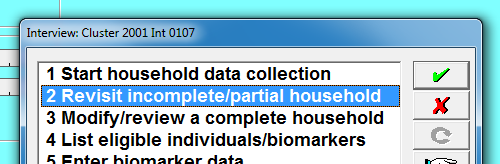 Interview: Cluster 2001 Int 0107
1 Start household data collection
2 Revisit incomplete/partial household
3 Modify/review a complete household
4 List eligible individuals/biomarkers
5 Enter biomarker data